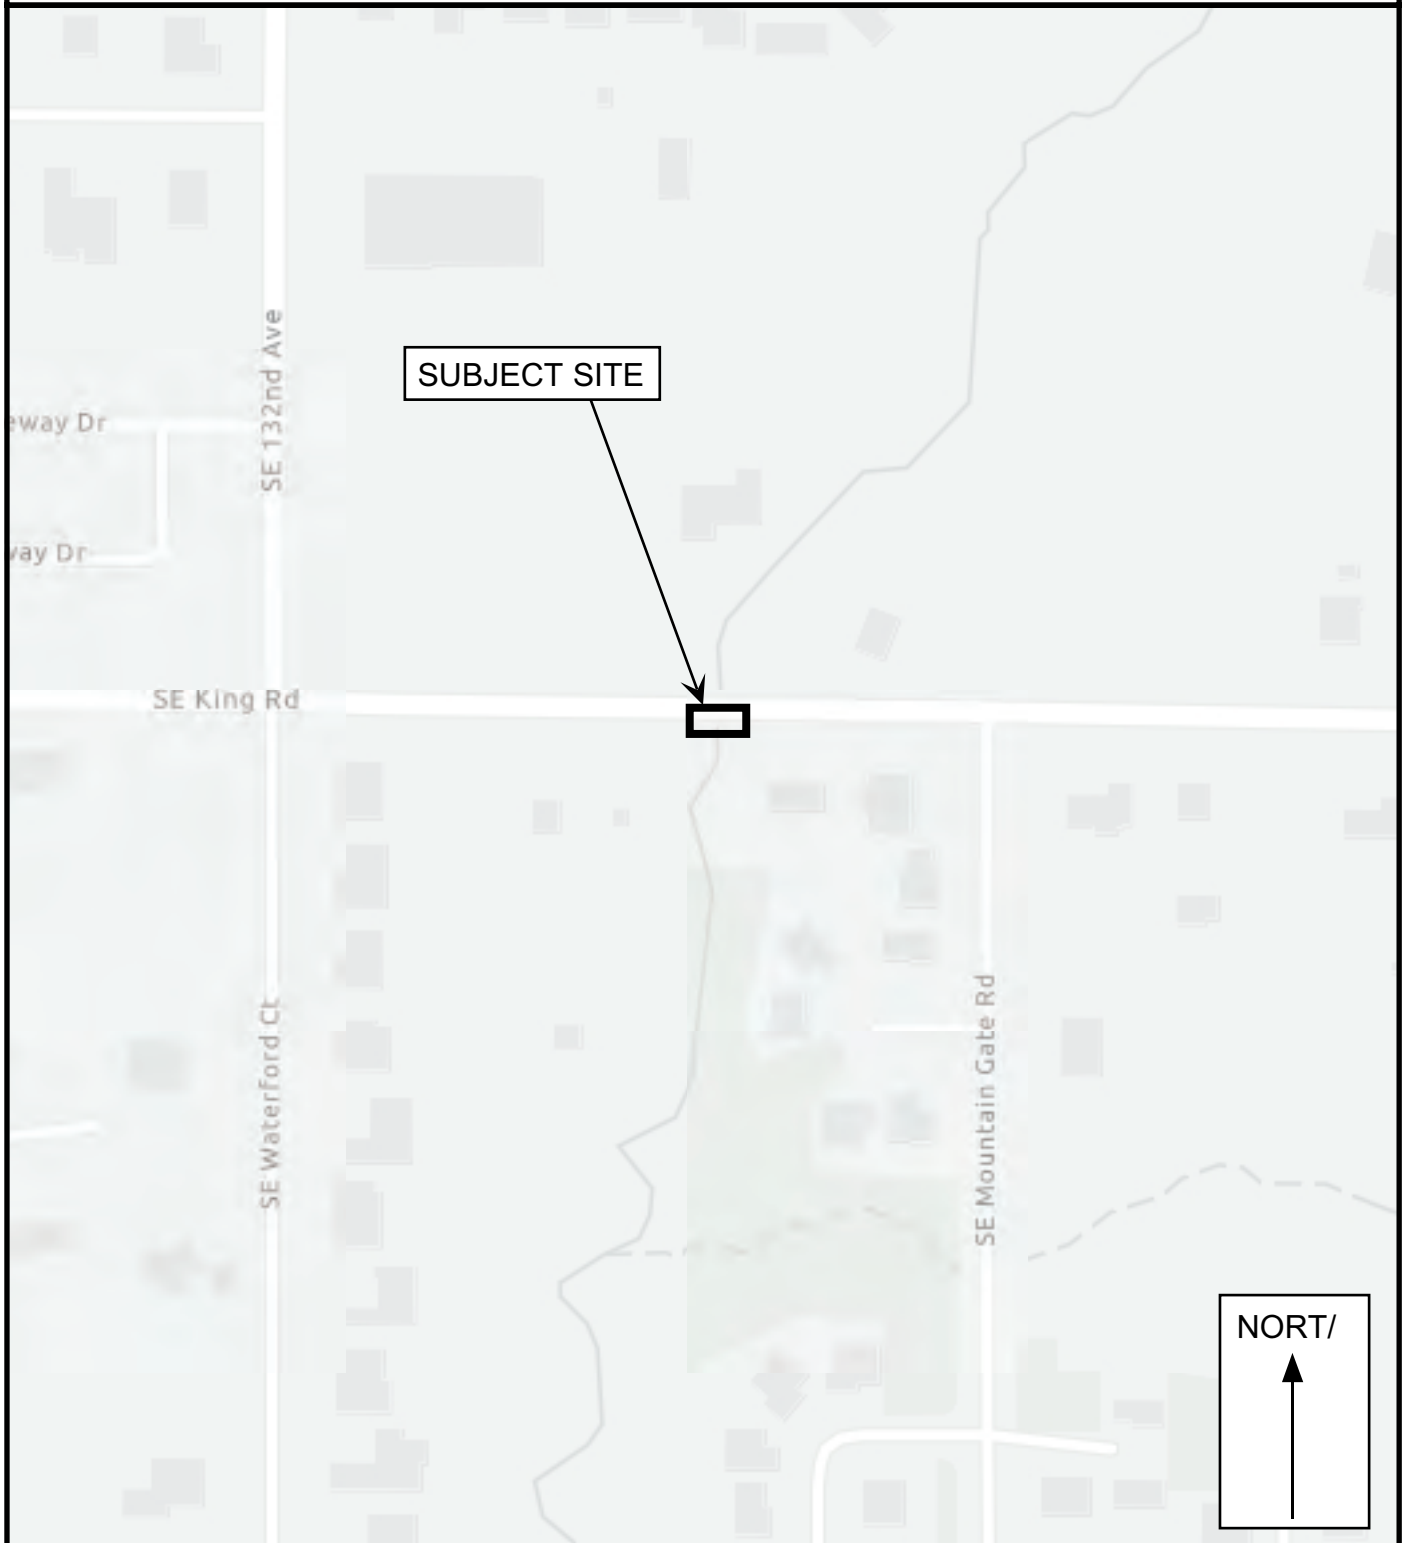 SE 132nd Ave
SUBJECT SITE
eway Dr
way Dr
SE King Rd
SE Waterford Ct
SE Mountain Gate Rd
NORT/